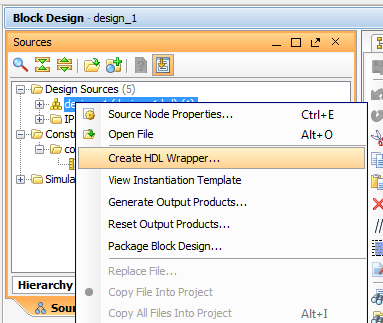 Block Design - design_1
Sources
Design Sources (5)
Source Node Properties... Ctrl+E
IP
Open File Alt+O
Constr
Create HDL Wrapper...
co
View Instantiation Template
Simula
Generate Output Products...
Reset Output Products...
Package Block Design...
Replace File...
Hierarchy
Copy File Into Project
Sour
Copy All Files Into Project Alt+I